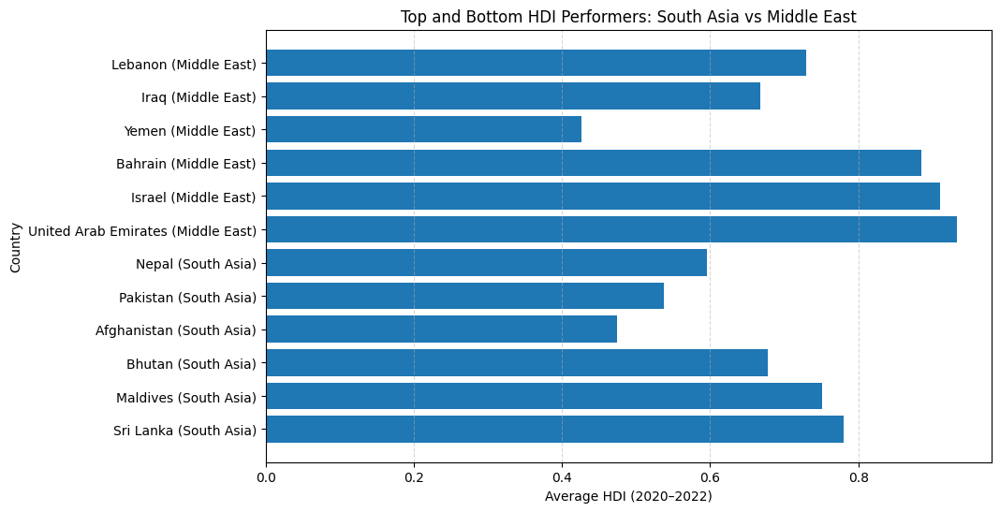 Top and Bottom HDI Performers: South Asia vs Middle East
Lebanon (Middle East)
Iraq (Middle East)
Yemen (Middle East)
Bahrain (Middle East)
Israel (Middle East)
United Arab Emirates (Middle East)
Nepal (South Asia)
Pakistan (South Asia)
Afghanistan (South Asia)
Bhutan (South Asia)
Maldives (South Asia)
Sri Lanka (South Asia)
Country
0.0 0.2 0.4 0.6 0.8
Average HDI (2020–2022)